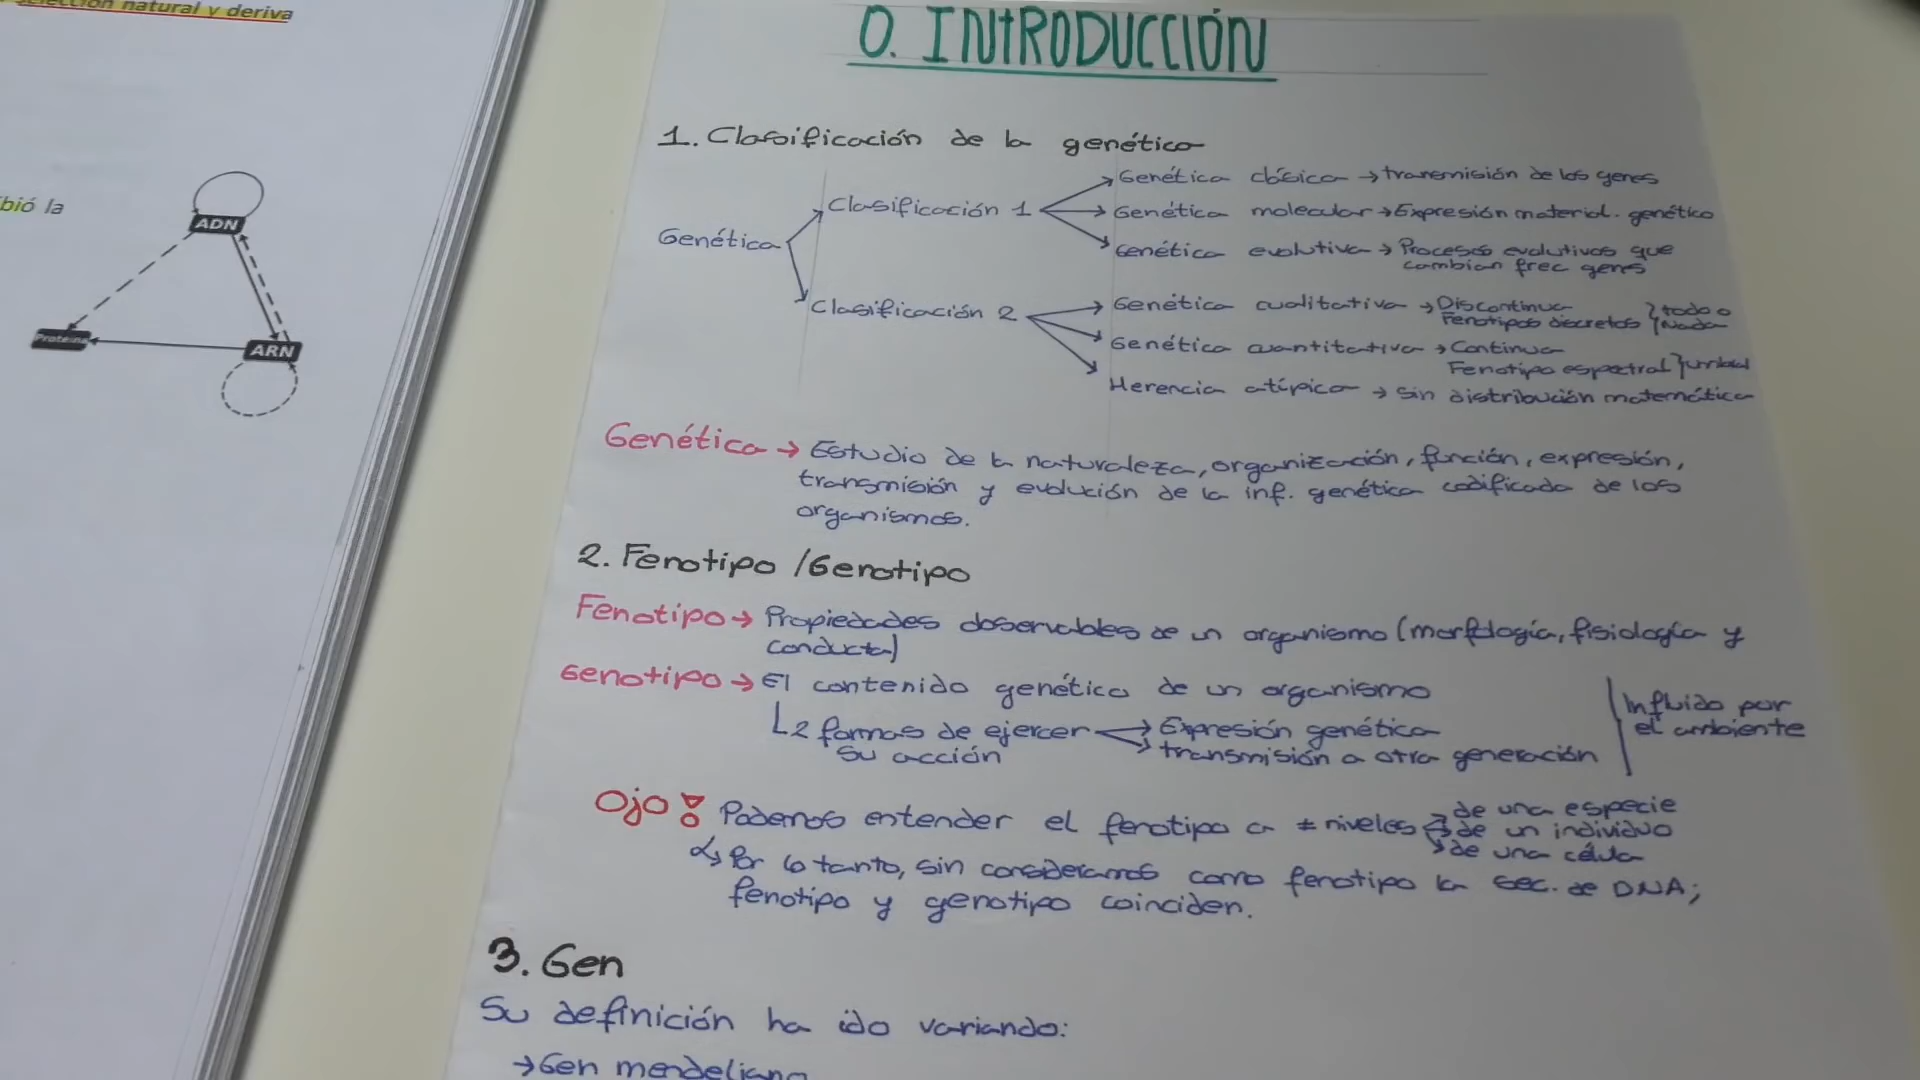 selección natural y deriva
bió la
ADN
Proteína
ARN
0. INTRODUCCIÓN
1. Clasificación de la genética
Genética
Clasificación 1
Genética clásica → transmisión de los genes
Genética molecular → Expresión material. genético
Genética evolutiva → Procesos evolutivos que
cambian frec genes
Clasificación 2
Genética cualitativa → Discontinua
Fenotipos discretos } todo o
Nada
Genética cuantitativa → Continua
Fenotipo espectral }
Herencia atípica → sin distribución matemática
Genética → Estudio de la naturaleza, organización, función, expresión,
transmisión y evolución de la inf. genética codificada de los
organismos.
2. Fenotipo / Genotipo
Fenotipo → Propiedades observables de un organismo (morfología, fisiología y
conducta)
Genotipo → El contenido genético de un organismo
2 formas de ejercer → Expresión genética
su acción → transmisión a otra generación
Influido por
el ambiente
Ojo! Podemos entender el fenotipo a ≠ niveles → de una especie
→ de un individuo
→ de una célula
↳ Por lo tanto, sin consideramos como fenotipo la sec. de DNA;
fenotipo y genotipo coinciden.
3. Gen
Su definición ha ido variando:
→ Gen mendeliano